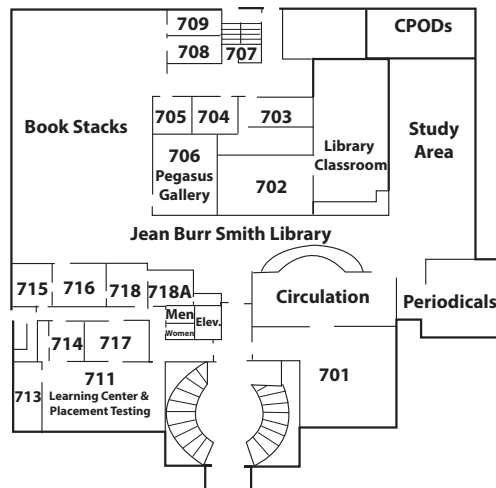 709
CPODs
708
707
705
704
703
Book Stacks
Study
Area
Library
Classroom
706
Pegasus
Gallery
702
Jean Burr Smith Library
715
716
718
718A
Circulation
Periodicals
Men
Elev.
Women
714
717
701
711
Learning Center &
Placement Testing
713